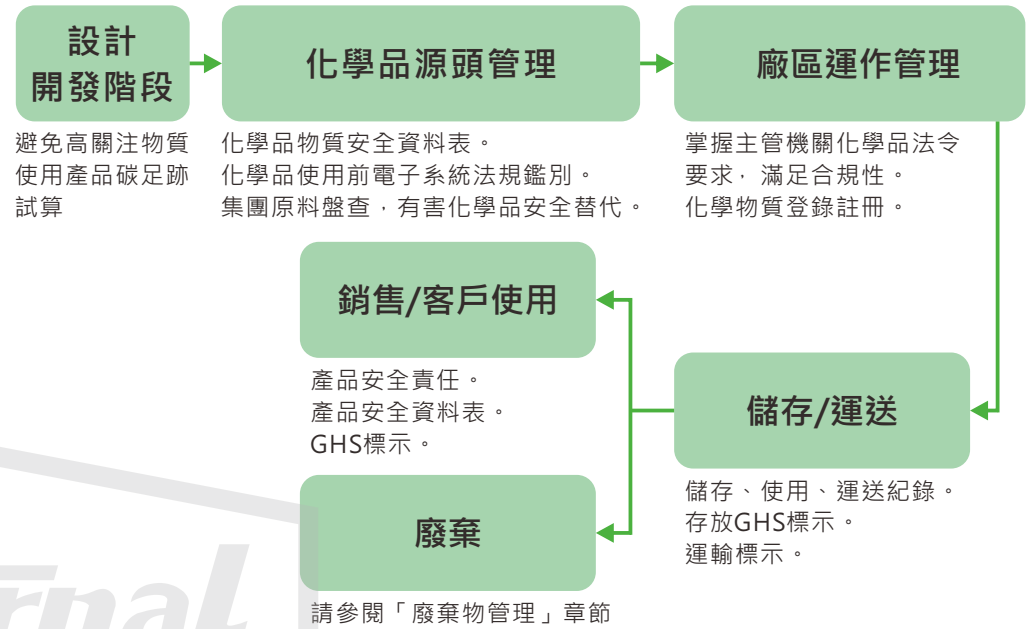 設計
開發階段
避免高關注物質
使用產品碳足跡
試算
化學品源頭管理
化學品物質安全資料表。
化學品使用前電子系統法規鑑別。
集團原料盤查，有害化學品安全替代。
廠區運作管理
掌握主管機關化學品法令
要求，滿足合規性。
化學物質登錄註冊。
儲存/運送
儲存、使用、運送紀錄。
存放GHS標示。
運輸標示。
銷售/客戶使用
產品安全責任。
產品安全資料表。
GHS標示。
廢棄
請參閱「廢棄物管理」章節
rnal